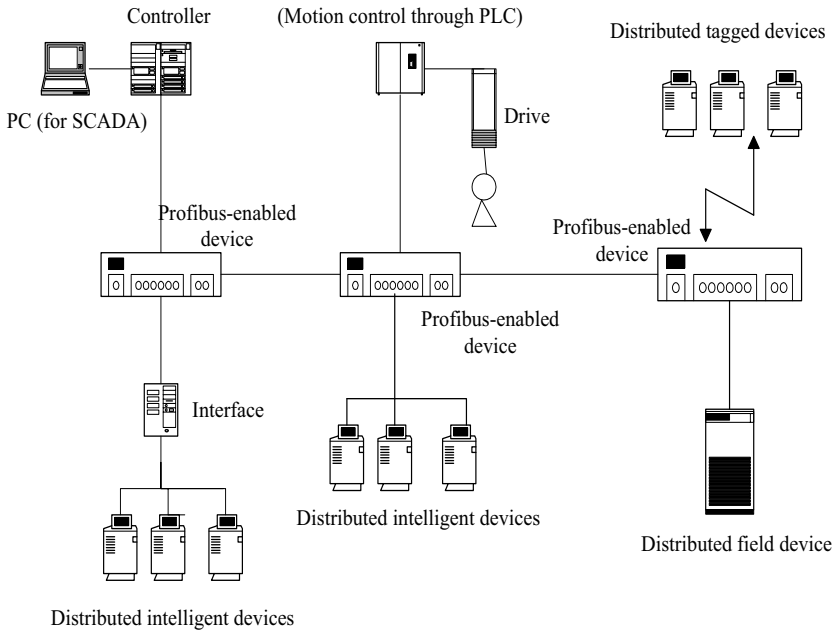 Controller
(Motion control through PLC)
Distributed tagged devices
PC (for SCADA)
Drive
Profibus-enabled
device
Profibus-enabled
device
Profibus-enabled
device
Interface
Distributed intelligent devices
Distributed field device
Distributed intelligent devices